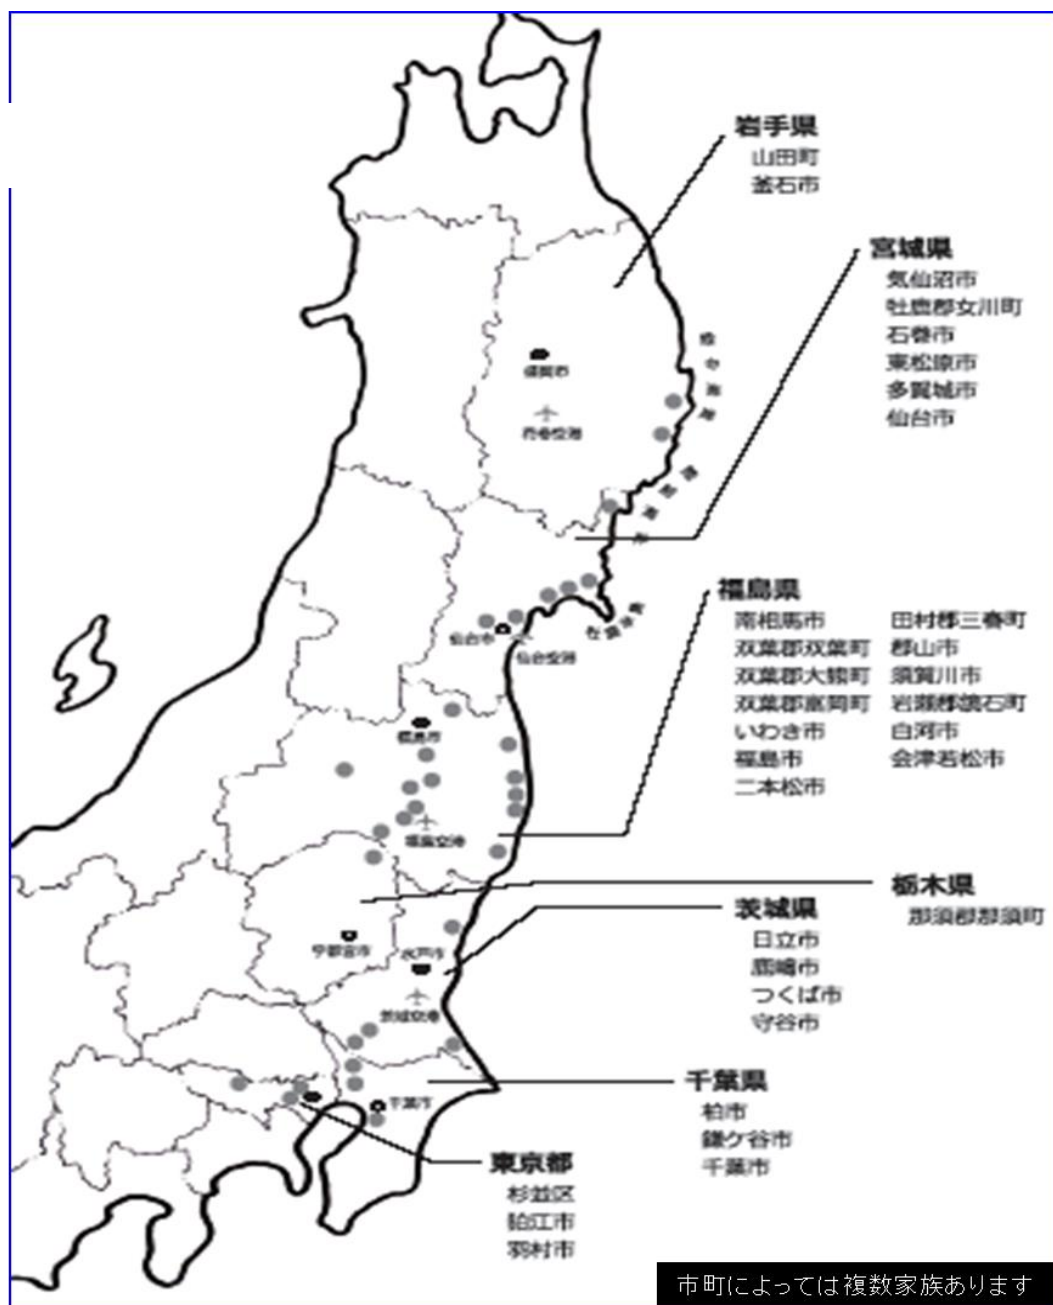 岩手県
山田町
釜石市
宮城県
気仙沼市
牡鹿郡女川町
石巻市
東松原市
多賀城市
仙台市
盛岡市
花巻空港
仙台市
仙台空港
福島県
南相馬市 田村郡三春町
双葉郡双葉町 郡山市
双葉郡大熊町 須賀川市
双葉郡富岡町 岩瀬郡鏡石町
いわき市 白河市
福島市 会津若松市
二本松市
福島市
福島空港
栃木県
那須郡那須町
茨城県
日立市
鹿嶋市
つくば市
守谷市
宇都宮市
水戸市
茨城空港
千葉県
柏市
鎌ケ谷市
千葉市
千葉市
東京都
杉並区
狛江市
羽村市
市町によっては複数家族あります